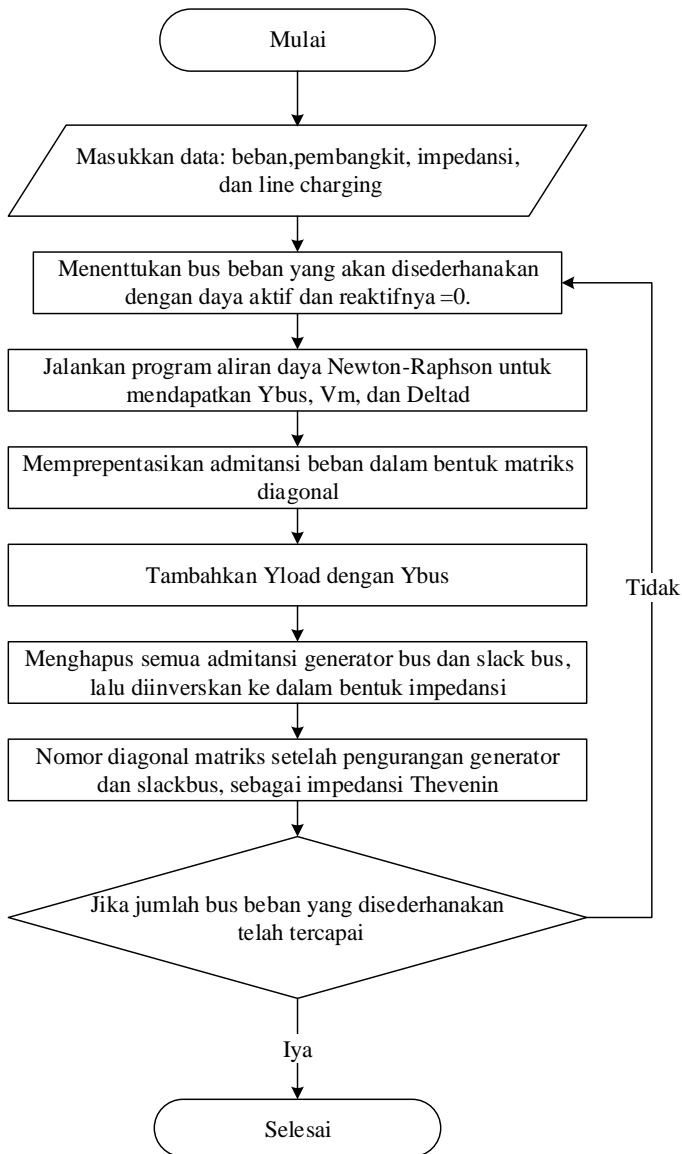 Mulai
Masukkan data: beban,pembangkit, impedansi,
dan line charging
Menenttukan bus beban yang akan disederhanakan
dengan daya aktif dan reaktifnya =0.
Jalankan program aliran daya Newton-Raphson untuk
mendapatkan Ybus, Vm, dan Deltad
Memprepentasikan admitansi beban dalam bentuk matriks
diagonal
Tambahkan Yload dengan Ybus
Tidak
Menghapus semua admitansi generator bus dan slack bus,
lalu diinverskan ke dalam bentuk impedansi
Nomor diagonal matriks setelah pengurangan generator
dan slackbus, sebagai impedansi Thevenin
Jika jumlah bus beban yang disederhanakan
telah tercapai
Iya
Selesai